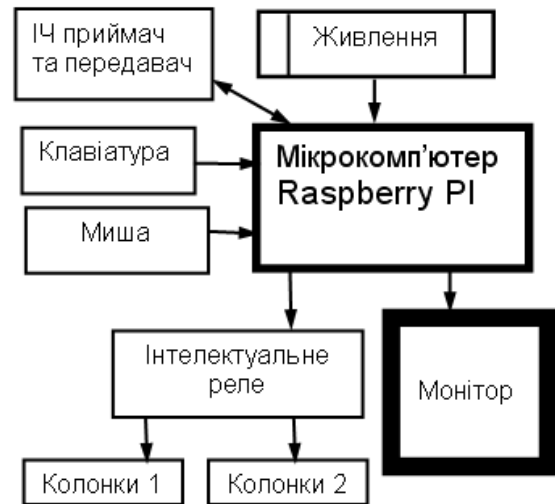 ІЧ приймач
та передавач
Живлення
Клавіатура
Миша
Мікрокомп'ютер
Raspberry PI
Інтелектуальне
реле
Монітор
Колонки 1
Колонки 2